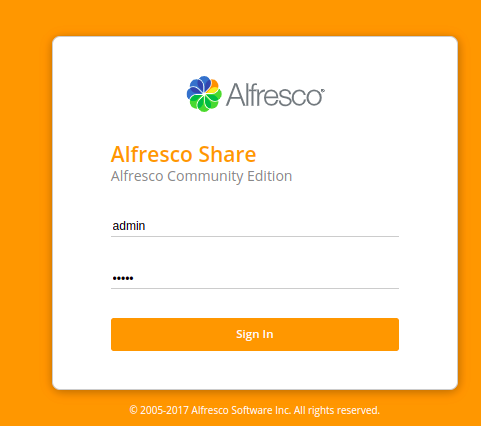 Alfresco®
Alfresco Share
Alfresco Community Edition
admin
•••••
Sign In
© 2005-2017 Alfresco Software Inc. All rights reserved.